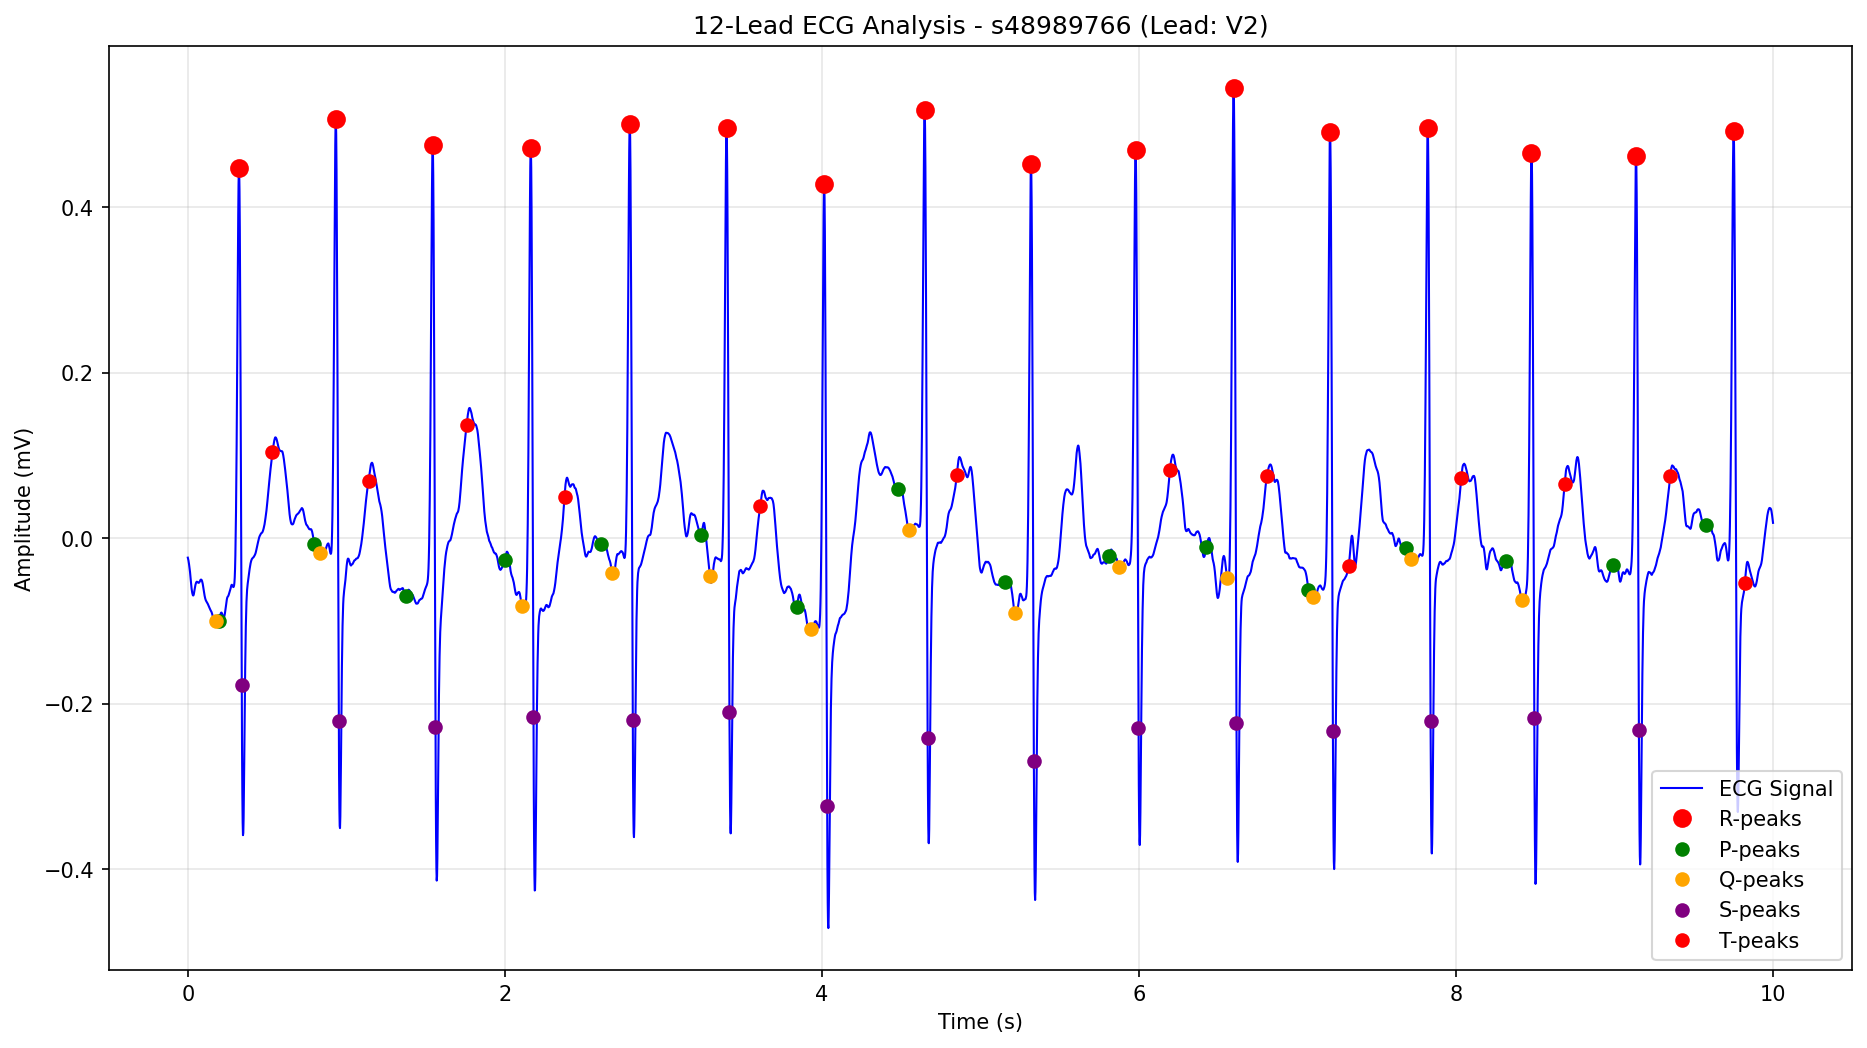 12-Lead ECG Analysis - s48989766 (Lead: V2)
Amplitude (mV)
0.4
0.2
0.0
−0.2
−0.4
ECG Signal
R-peaks
P-peaks
Q-peaks
S-peaks
T-peaks
0 2 4 6 8 10
Time (s)